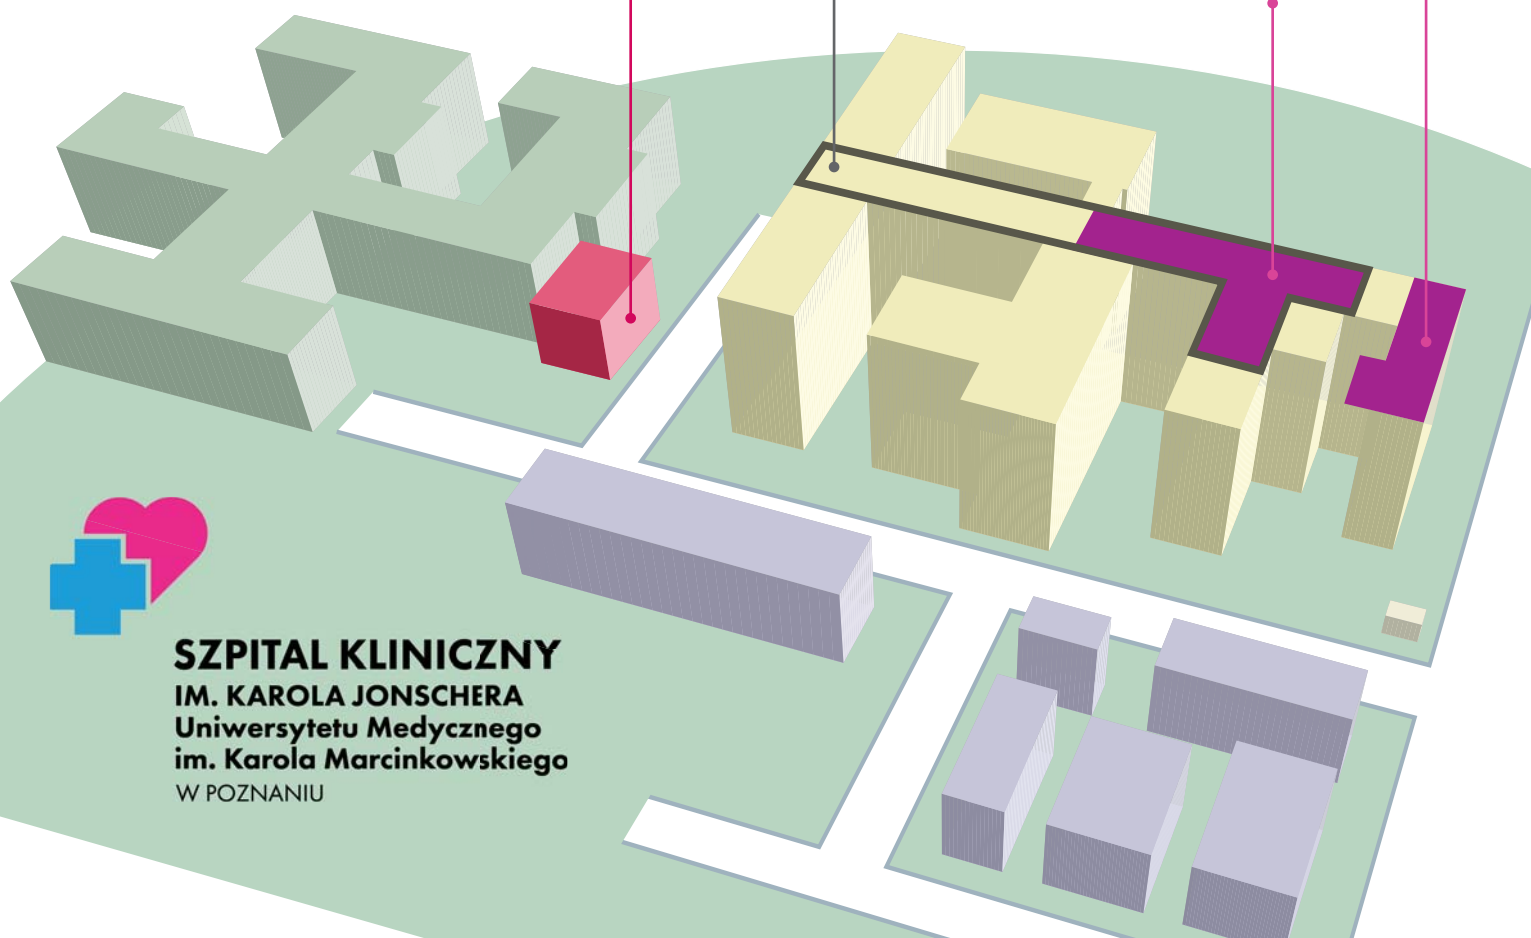 SZPITAL KLINICZNY
IM. KAROLA JONSCHERA
Uniwersytetu Medycznego
im. Karola Marcinkowskiego
W POZNANIU